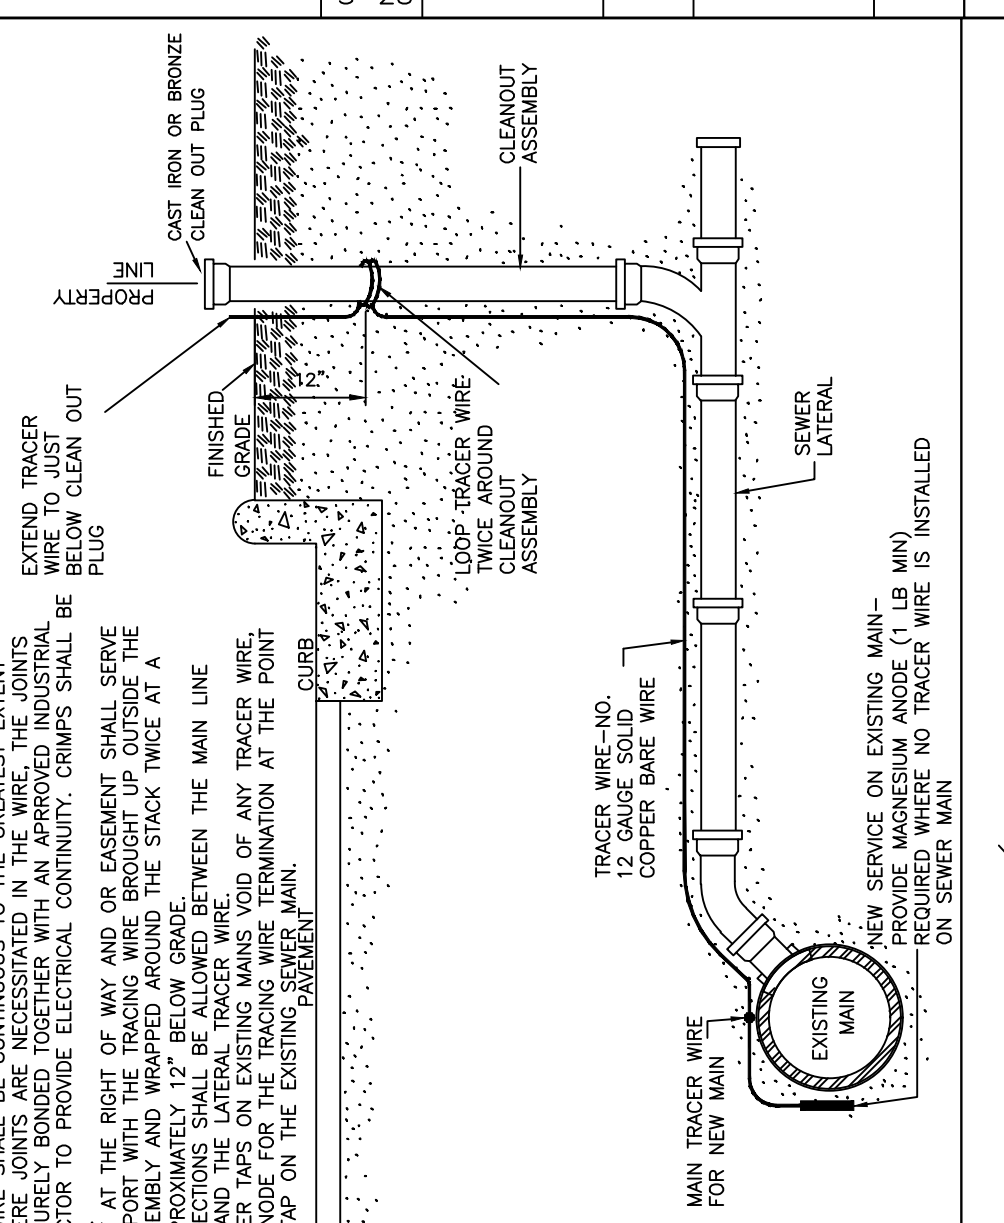 SHALL BE CONTINUOUS TO THE GREATEST EXTENT
ERE JOINTS ARE NECESSITATED IN THE WIRE, THE JOINTS
URELY BONDED TOGETHER WITH AN APROVED INDUSTRIAL
CTOR TO PROVIDE ELECTRICAL CONTINUITY. CRIMPS SHALL BE
AT THE RIGHT OF WAY AND OR EASEMENT SHALL SERVE
PORT WITH THE TRACING WIRE BROUGHT UP OUTSIDE THE
EMBLY AND WRAPPED AROUND THE STACK TWICE AT A
ROXIMATELY 12" BELOW GRADE.
ECTIONS SHALL BE ALLOWED BETWEEN THE MAIN LINE
AND THE LATERAL TRACER WIRE.
ER TAPS ON EXISTING MAINS VOID OF ANY TRACER WIRE,
NODE FOR THE TRACING WIRE TERMINATION AT THE POINT
TAP ON THE EXISTING SEWER MAIN.
EXTEND TRACER
WIRE TO JUST
BELOW CLEAN OUT
PLUG
PROPERTY
LINE
CAST IRON OR BRONZE
CLEAN OUT PLUG
FINISHED
GRADE
12"
CURB
PAVEMENT
LOOP TRACER WIRE
TWICE AROUND
CLEANOUT
ASSEMBLY
CLEANOUT
ASSEMBLY
TRACER WIRE-NO.
12 GAUGE SOLID
COPPER BARE WIRE
SEWER
LATERAL
MAIN TRACER WIRE
FOR NEW MAIN
EXISTING
MAIN
NEW SERVICE ON EXISTING MAIN-
PROVIDE MAGNESIUM ANODE (1 LB MIN)
REQUIRED WHERE NO TRACER WIRE IS INSTALLED
ON SEWER MAIN